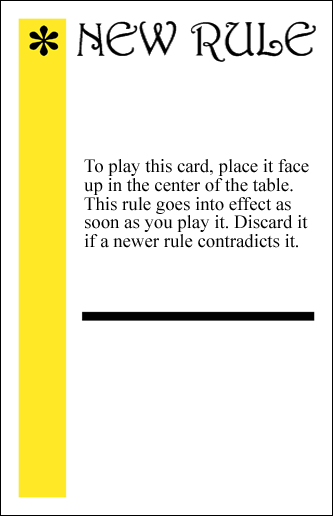 * NEW RULE
To play this card, place it face
up in the center of the table.
This rule goes into effect as
soon as you play it. Discard it
if a newer rule contradicts it.